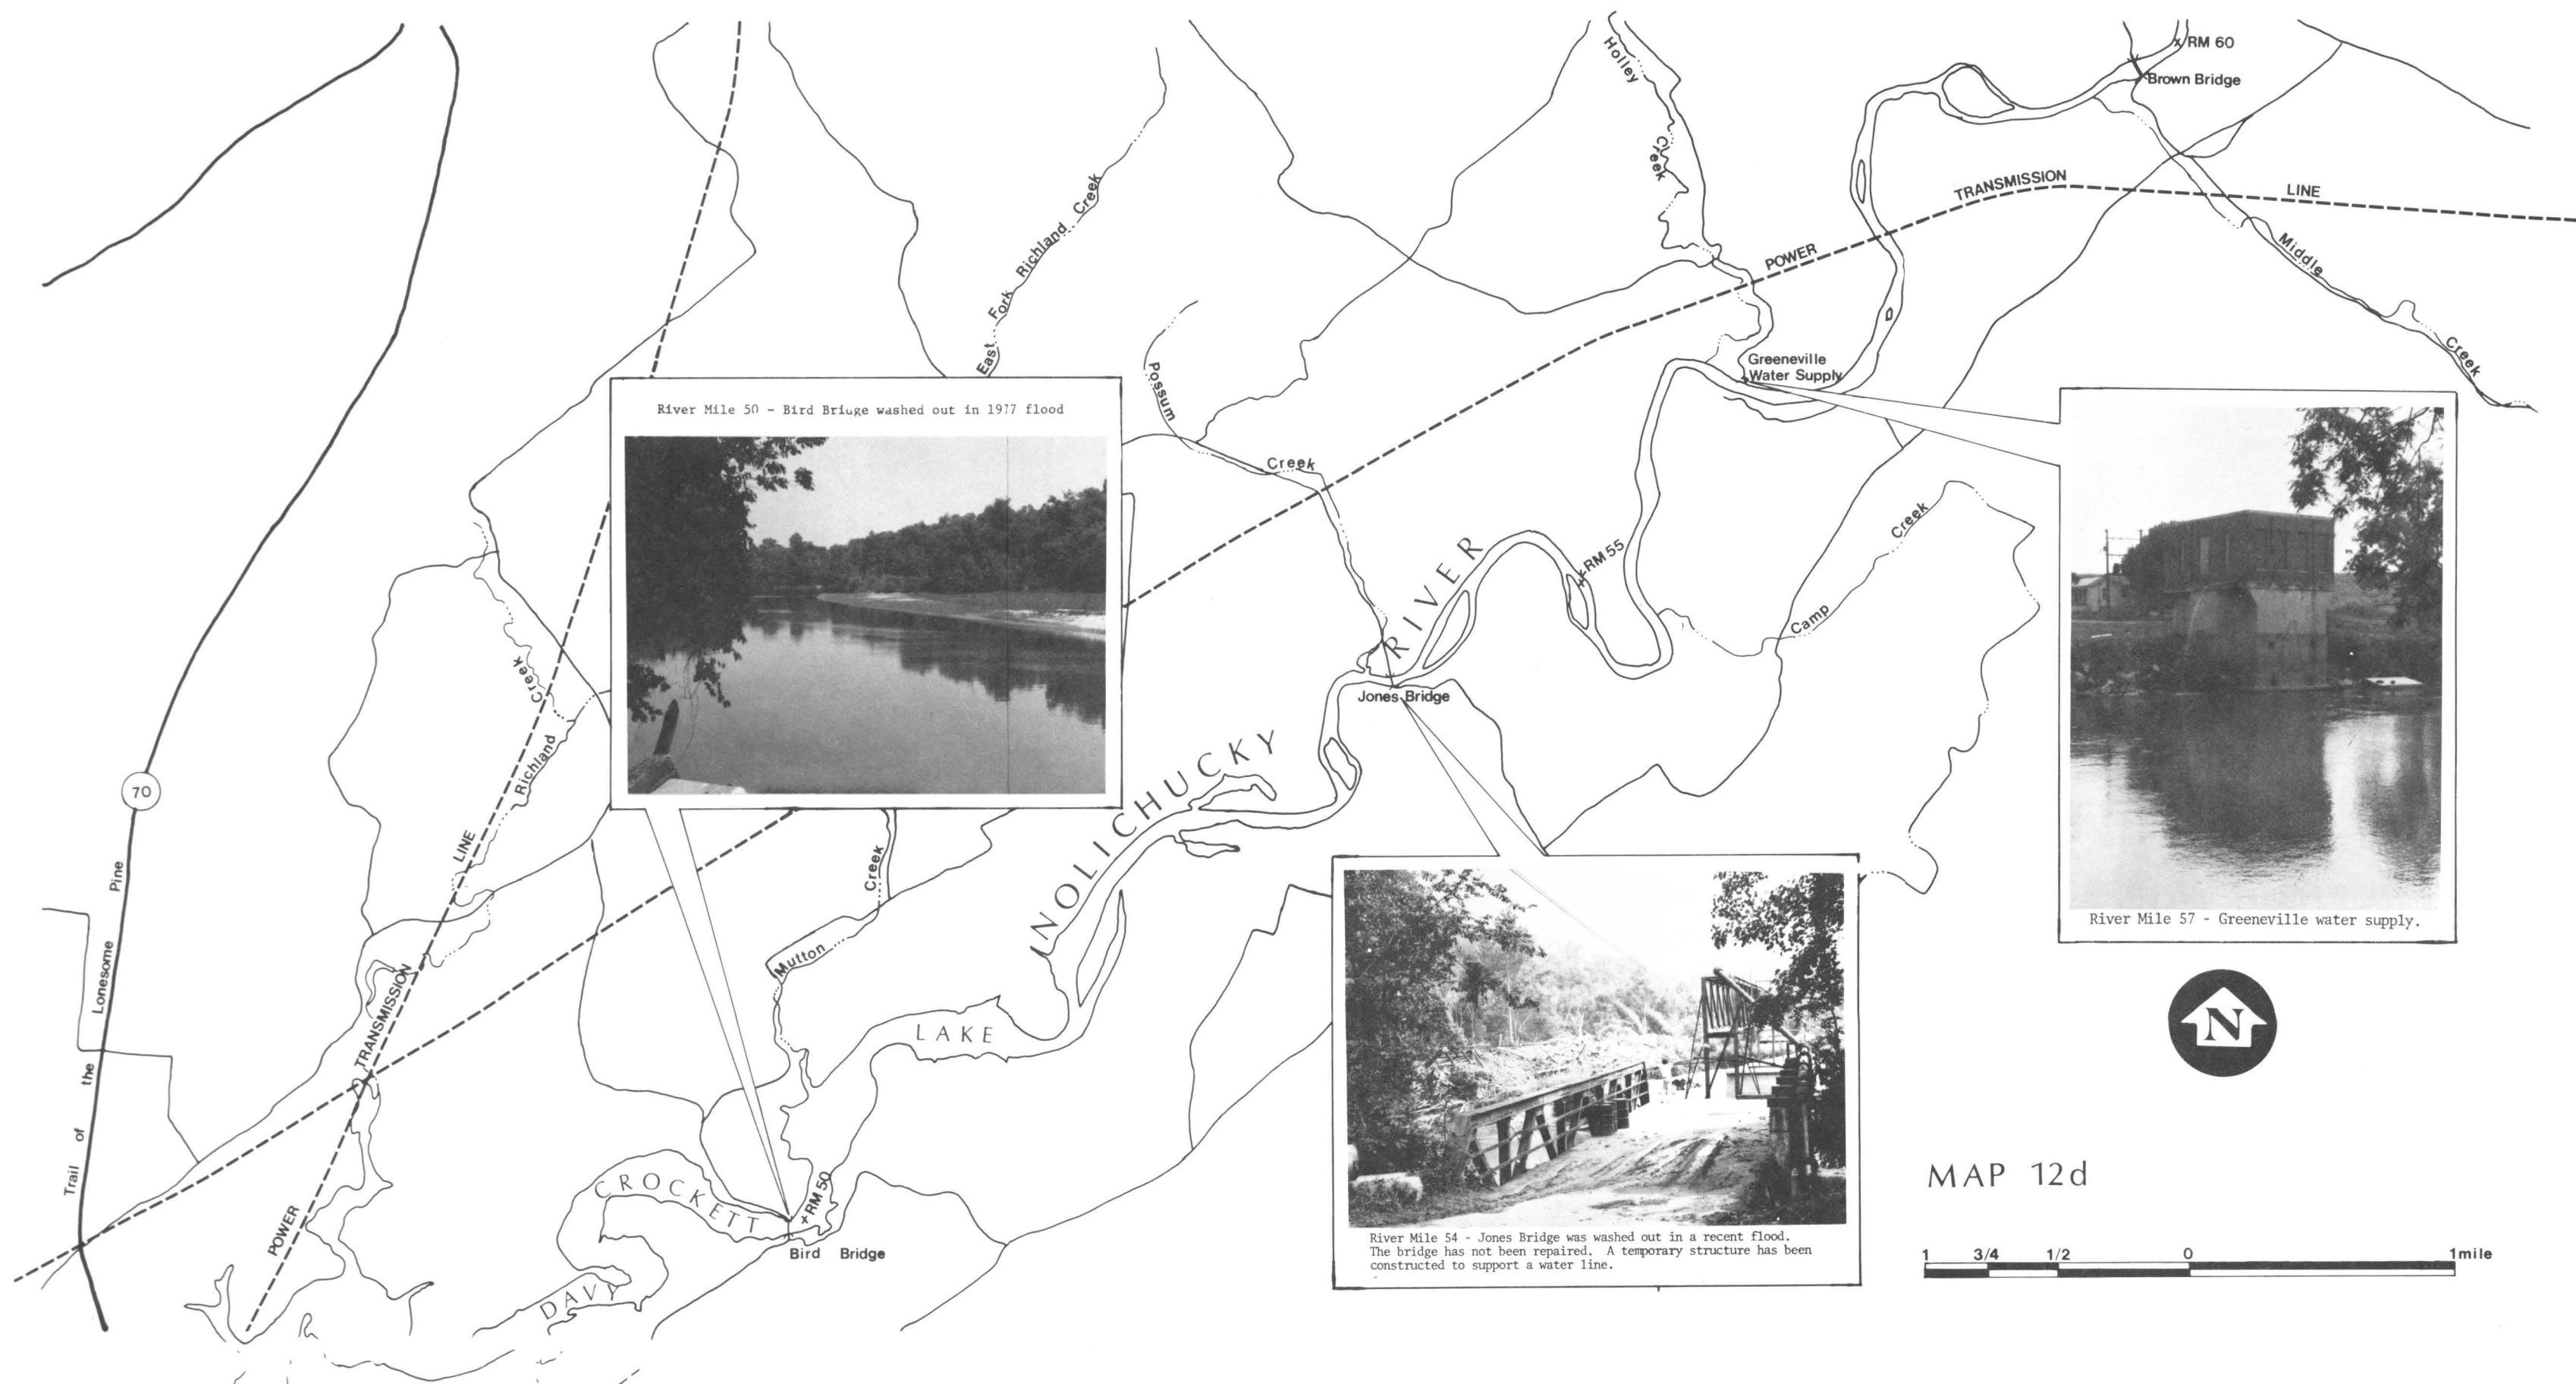 RM 60
Brown Bridge
Holley
Creek
TRANSMISSION
LINE
POWER
East Fork Richland Creek
Middle
Creek
Possum
Creek
Greeneville
Water Supply
River Mile 50 - Bird Bridge washed out in 1977 flood
RM 55
RIVER
Creek
Camp
Jones Bridge
Creek
Richland
NOLICHUCKY
70
LINE
Creek
Mutton
River Mile 57 - Greeneville water supply.
N
Trail of the Lonesome Pine
TRANSMISSION
LAKE
POWER
CROCKETT
RM 50
DAVY
Bird Bridge
MAP 12d
River Mile 54 - Jones Bridge was washed out in a recent flood.
The bridge has not been repaired. A temporary structure has been
constructed to support a water line.
1 3/4 1/2 0 1mile